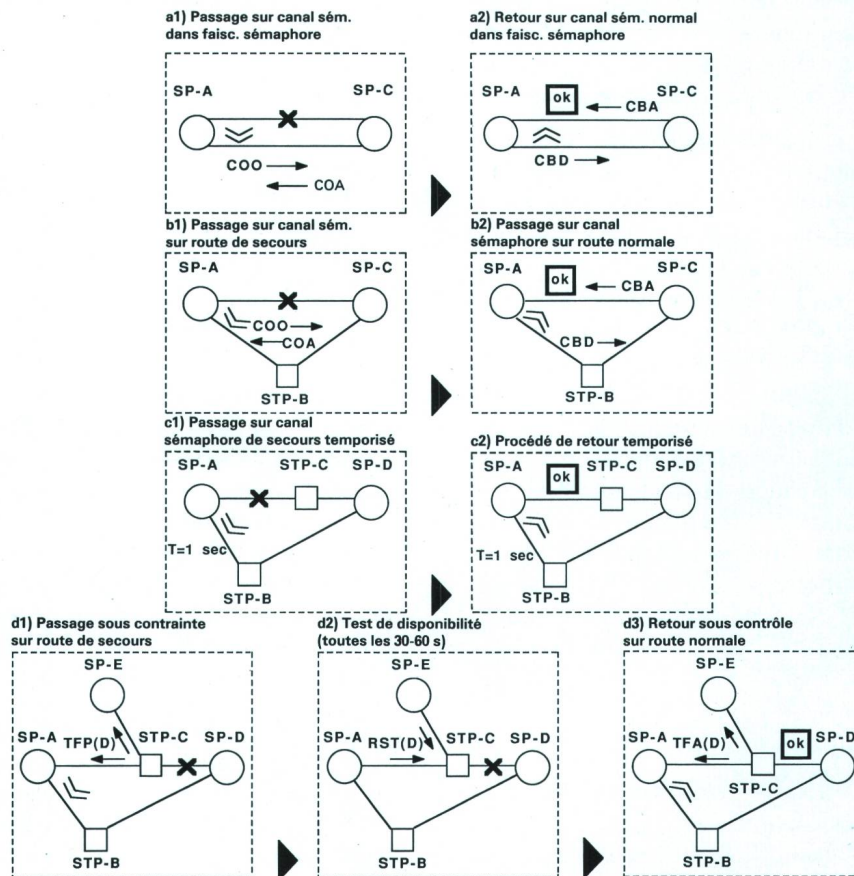 a1) Passage sur canal sém.
dans faisc. sémaphore
SP-A
SP-C
COO
COA
a2) Retour sur canal sém. normal
dans faisc. sémaphore
SP-A
ok
CBA
SP-C
CBD
b1) Passage sur canal sém.
sur route de secours
SP-A
SP-C
COO
COA
STP-B
b2) Passage sur canal
sémaphore sur route normale
SP-A
ok
CBA
SP-C
CBD
STP-B
c1) Passage sur canal
sémaphore de secours temporisé
SP-A
STP-C
SP-D
T=1 sec
STP-B
c2) Procédé de retour temporisé
SP-A
ok
STP-C
SP-D
T=1 sec
STP-B
d1) Passage sous contrainte
sur route de secours
SP-E
SP-A
TFP(D)
STP-C
SP-D
STP-B
d2) Test de disponibilité
(toutes les 30-60 s)
SP-E
SP-A
RST(D)
STP-C
SP-D
STP-B
d3) Retour sous contrôle
sur route normale
SP-E
SP-A
TFA(D)
ok
SP-D
STP-C
STP-B